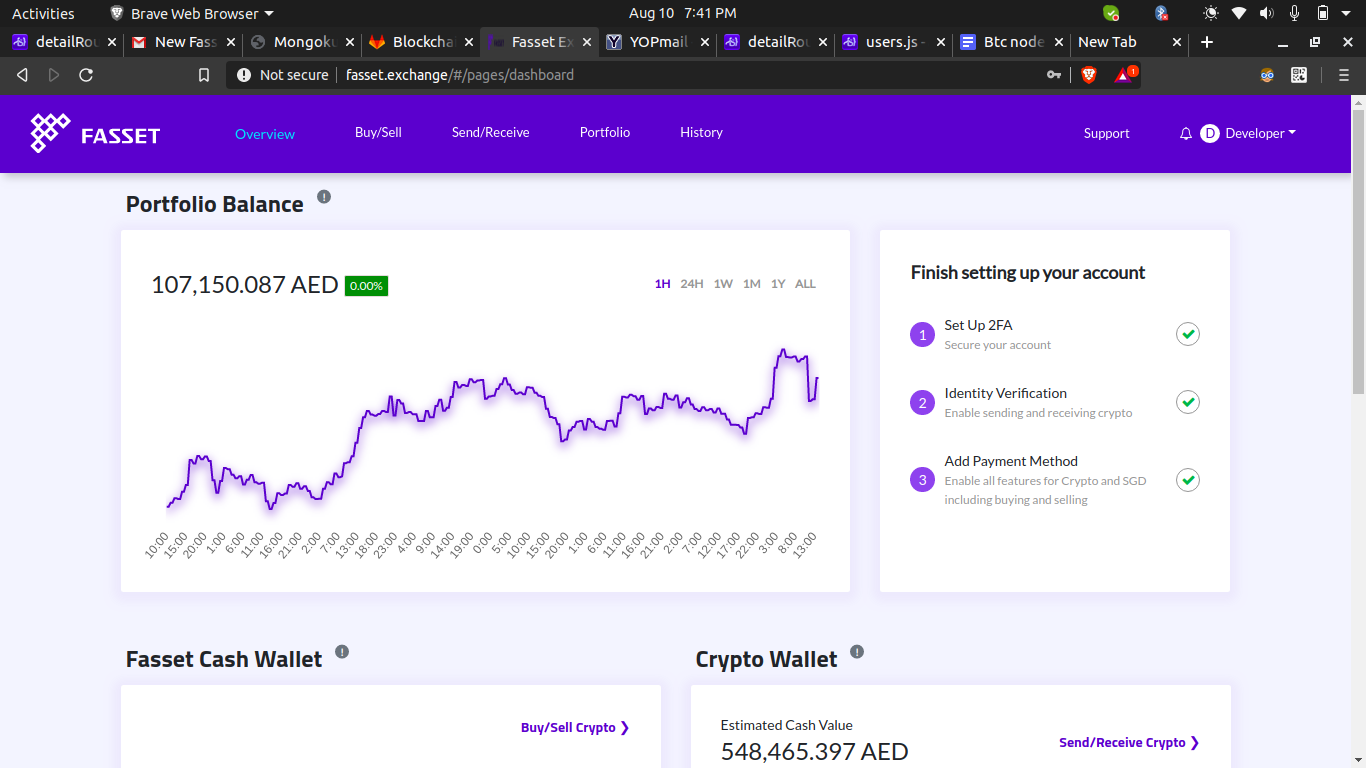 Activities Brave Web Browser Aug 10 7:41 PM
detailRou New Fass Mongoku Blockcha Fasset Ex YOPmail detailRou users.js - Btc node New Tab
Not secure fasset.exchange/#/pages/dashboard 1
FASSET Overview Buy/Sell Send/Receive Portfolio History Support D Developer
Portfolio Balance
107,150.087 AED 0.00% 1H 24H 1W 1M 1Y ALL
10:00 15:00 20:00 1:00 6:00 11:00 16:00 21:00 2:00 7:00 13:00 18:00 23:00 4:00 9:00 14:00 19:00 0:00 5:00 10:00 15:00 20:00 1:00 6:00 11:00 16:00 21:00 2:00 7:00 12:00 17:00 22:00 3:00 8:00 13:00
Finish setting up your account
1 Set Up 2FA
Secure your account
2 Identity Verification
Enable sending and receiving crypto
3 Add Payment Method
Enable all features for Crypto and SGD
including buying and selling
Fasset Cash Wallet
Buy/Sell Crypto ❯
Crypto Wallet
Estimated Cash Value
548,465.397 AED
Send/Receive Crypto ❯